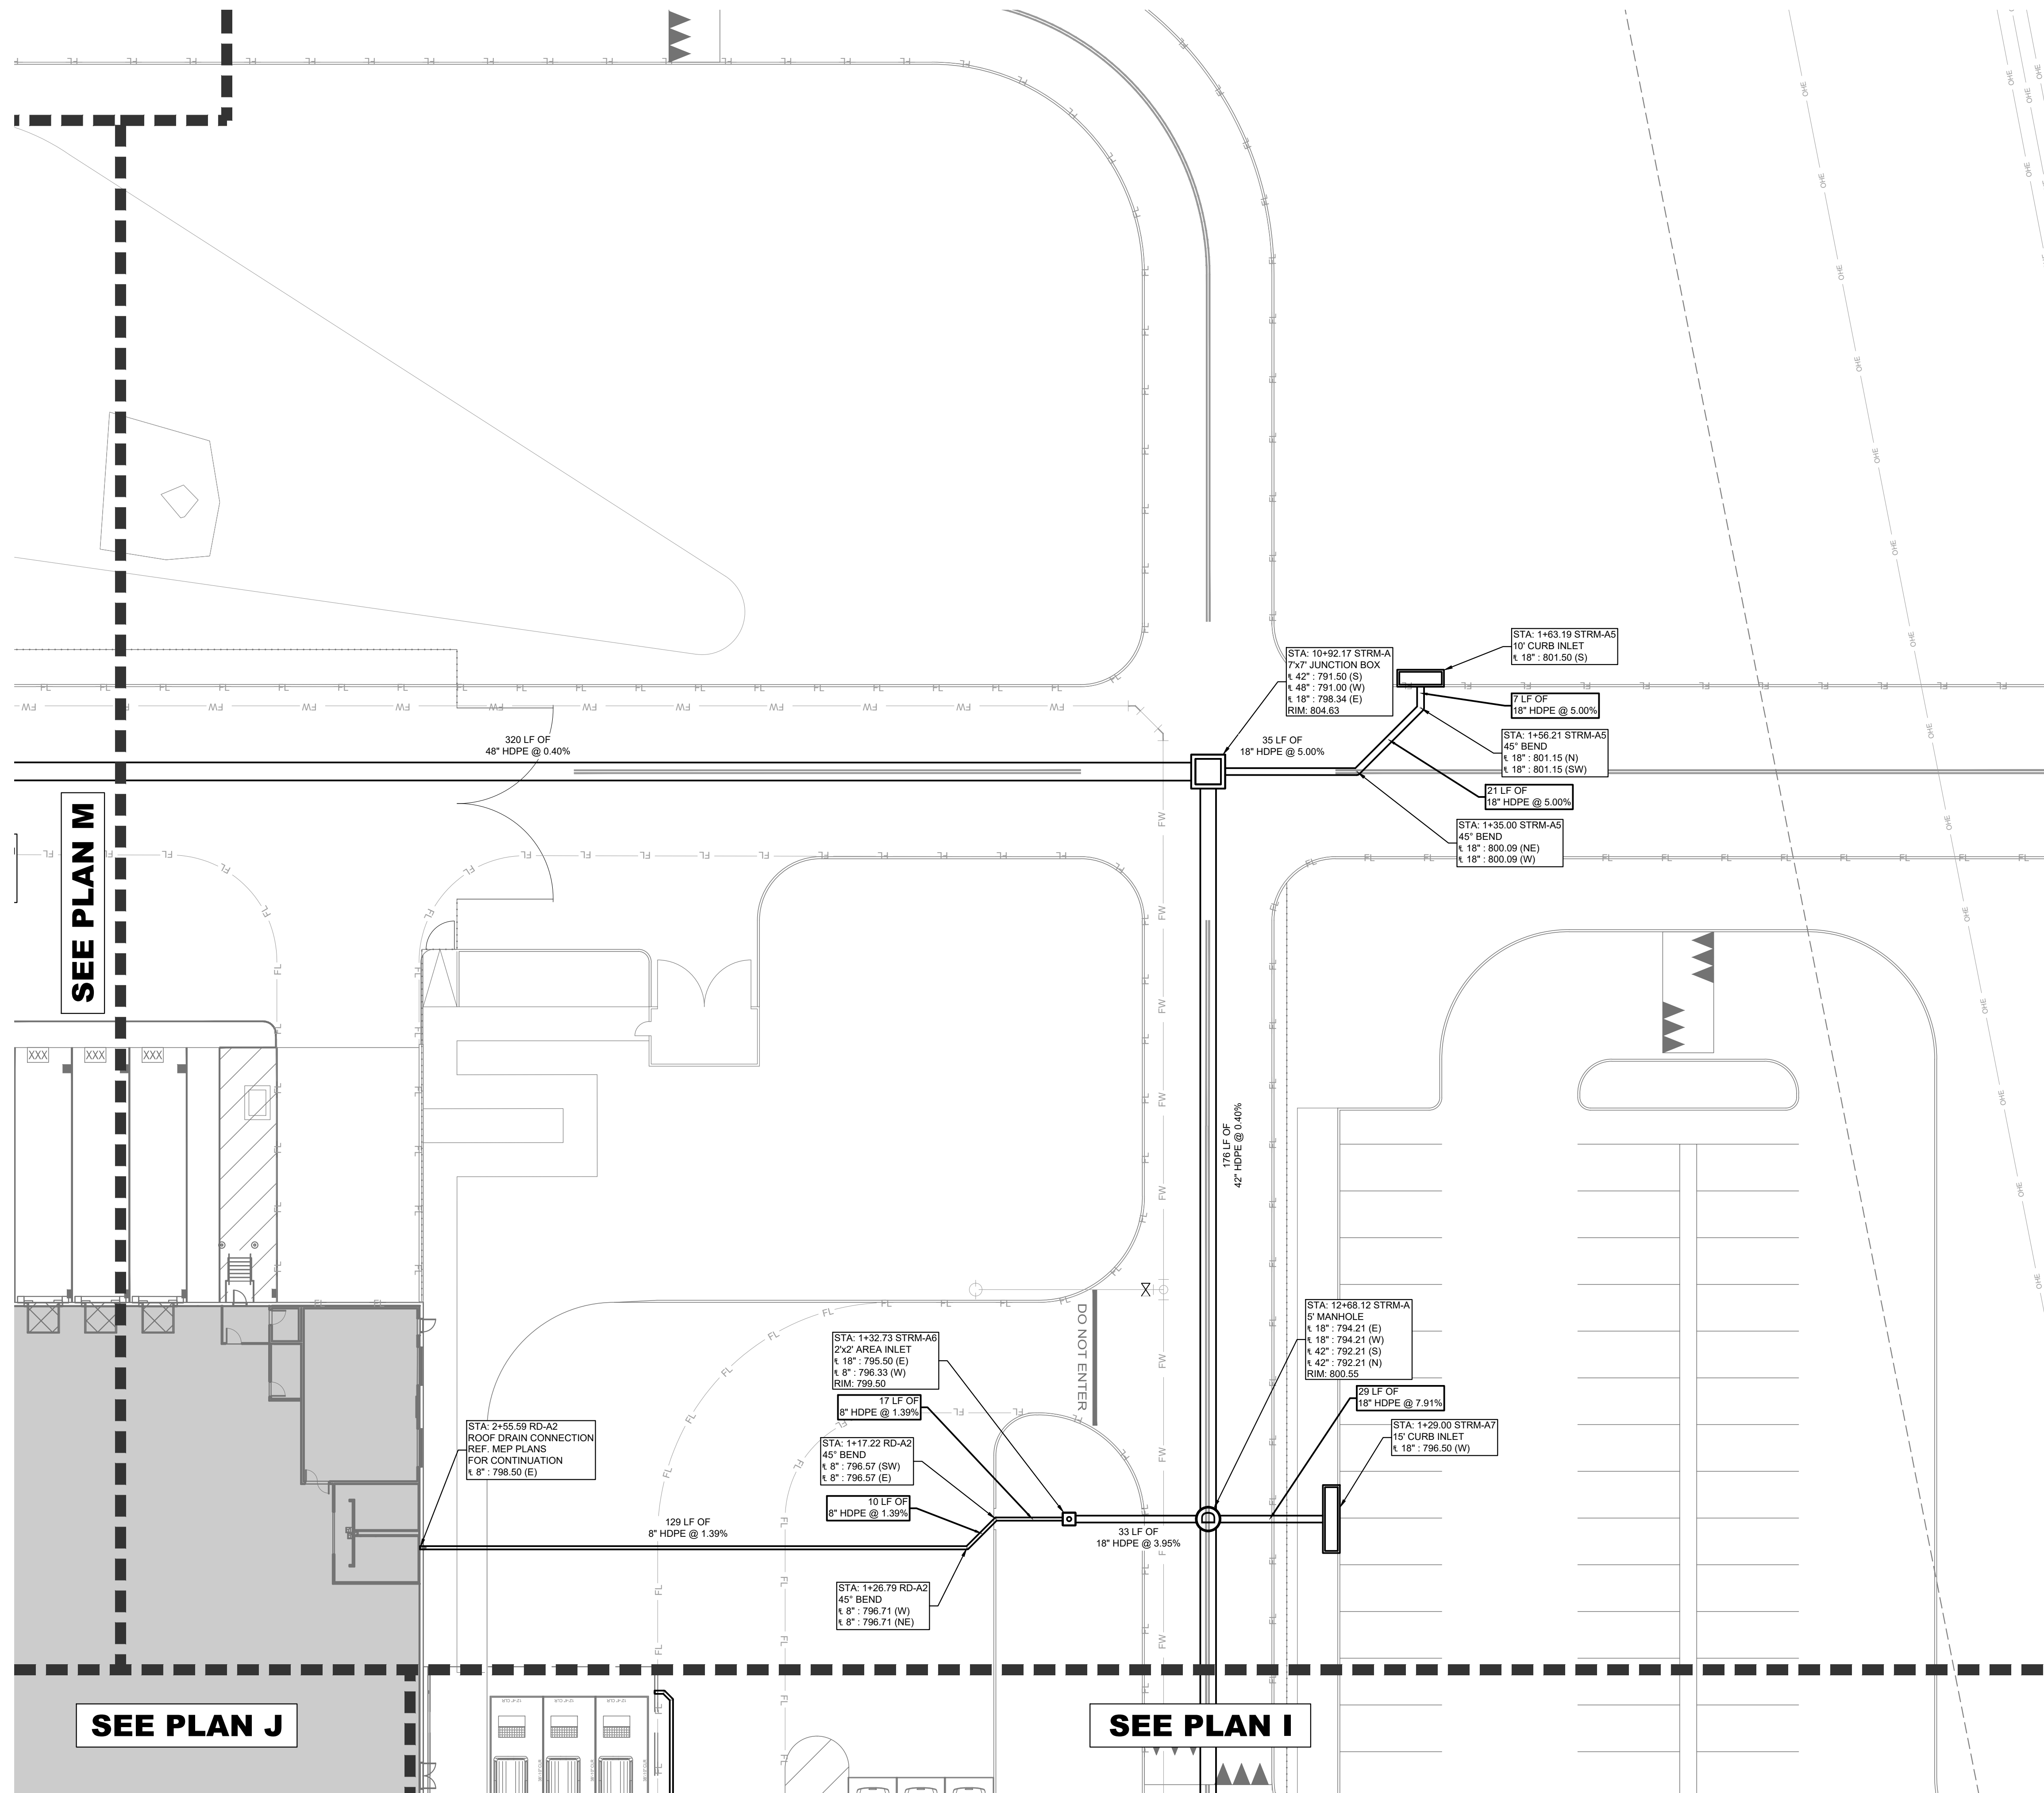 STA: 1+63.19 STRM-A5
10' CURB INLET
℄ 18" : 801.50 (S)
STA: 10+92.17 STRM-A
7'x7' JUNCTION BOX
℄ 42" : 791.50 (S)
℄ 48" : 791.00 (W)
℄ 18" : 798.34 (E)
RIM: 804.63
7 LF OF
18" HDPE @ 5.00%
320 LF OF
48" HDPE @ 0.40%
35 LF OF
18" HDPE @ 5.00%
STA: 1+56.21 STRM-A5
45° BEND
℄ 18" : 801.15 (N)
℄ 18" : 801.15 (SW)
21 LF OF
18" HDPE @ 5.00%
STA: 1+35.00 STRM-A5
45° BEND
℄ 18" : 800.09 (NE)
℄ 18" : 800.09 (W)
SEE PLAN M
XXX
XXX
XXX
176 LF OF
42" HDPE @ 0.40%
DO NOT ENTER
STA: 12+68.12 STRM-A
5' MANHOLE
℄ 18" : 794.21 (E)
℄ 18" : 794.21 (W)
℄ 42" : 792.21 (S)
℄ 42" : 792.21 (N)
RIM: 800.55
STA: 1+32.73 STRM-A6
2'x2' AREA INLET
℄ 18" : 795.50 (E)
℄ 8" : 796.33 (W)
RIM: 799.50
29 LF OF
18" HDPE @ 7.91%
17 LF OF
8" HDPE @ 1.39%
STA: 1+29.00 STRM-A7
15' CURB INLET
℄ 18" : 796.50 (W)
STA: 2+55.59 RD-A2
ROOF DRAIN CONNECTION
REF. MEP PLANS
FOR CONTINUATION
℄ 8" : 798.50 (E)
STA: 1+17.22 RD-A2
45° BEND
℄ 8" : 796.57 (SW)
℄ 8" : 796.57 (E)
10 LF OF
8" HDPE @ 1.39%
129 LF OF
8" HDPE @ 1.39%
33 LF OF
18" HDPE @ 3.95%
STA: 1+26.79 RD-A2
45° BEND
℄ 8" : 796.71 (W)
℄ 8" : 796.71 (NE)
SEE PLAN J
SEE PLAN I
FL
FW
OHE